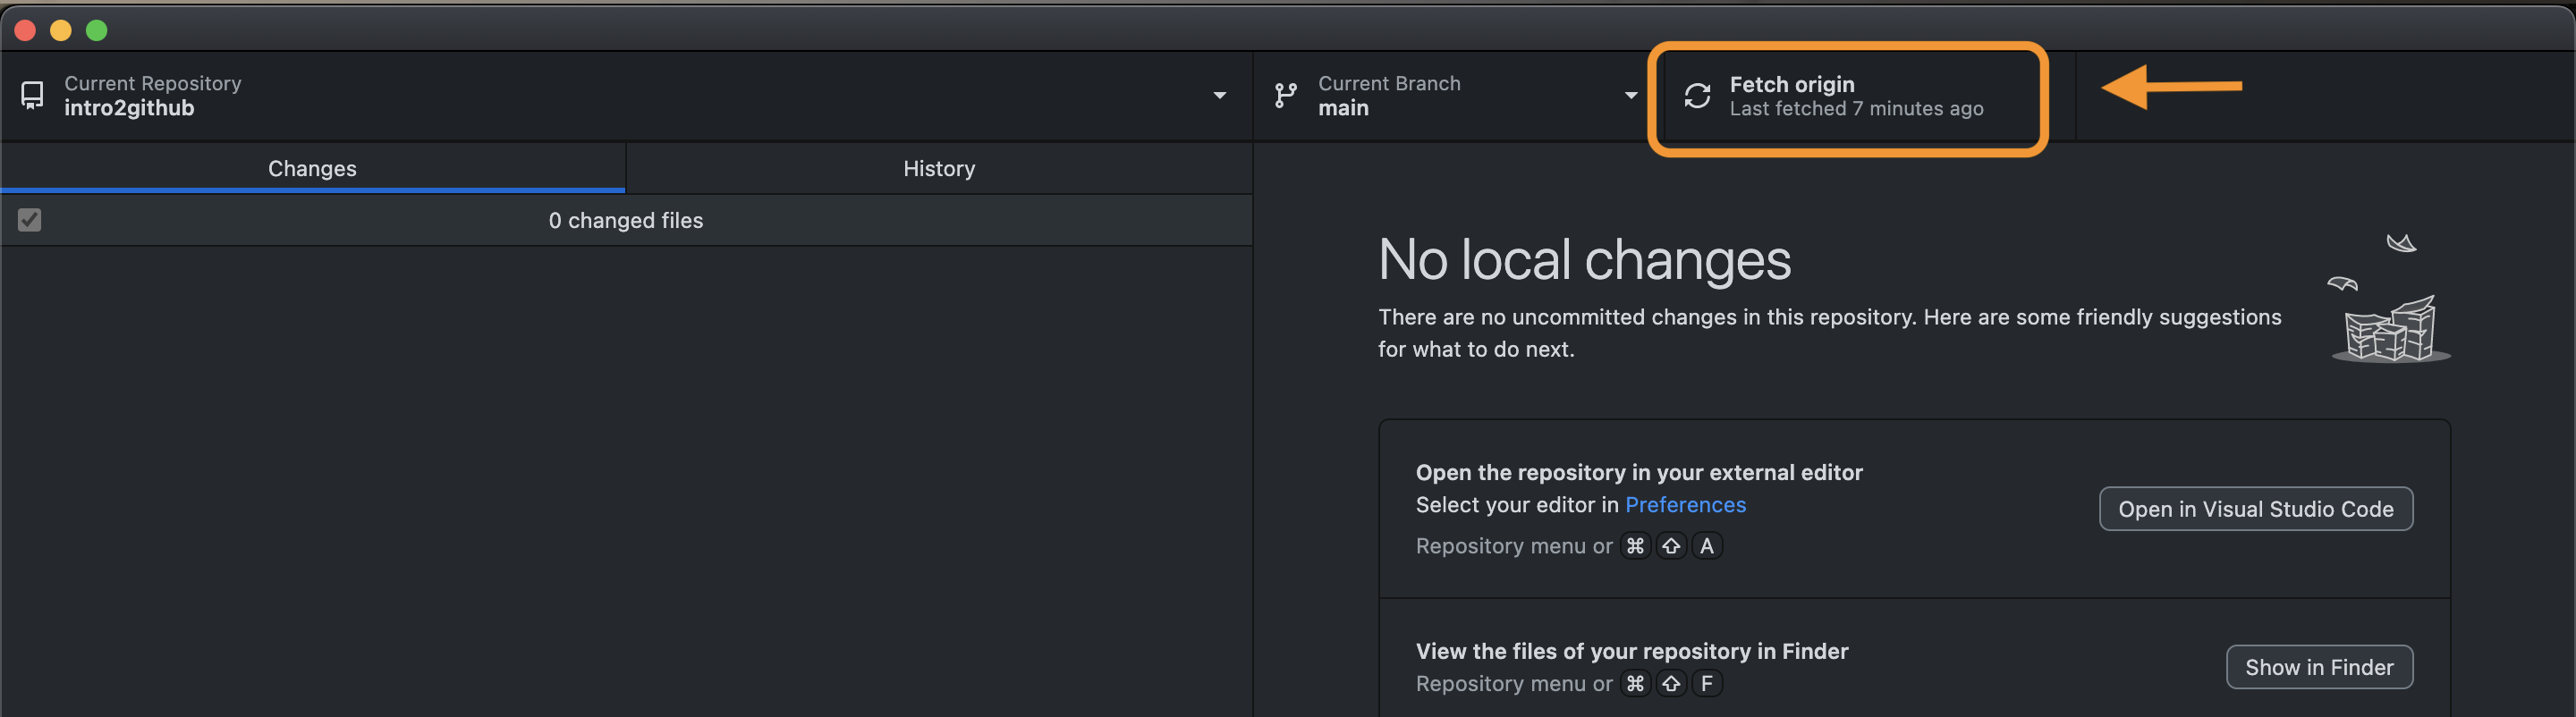 Current Repository
intro2github
Current Branch
main
Fetch origin
Last fetched 7 minutes ago
Changes
History
0 changed files
No local changes
There are no uncommitted changes in this repository. Here are some friendly suggestions
for what to do next.
Open the repository in your external editor
Select your editor in Preferences
Repository menu or ⌘ ⇧ A
Open in Visual Studio Code
View the files of your repository in Finder
Repository menu or ⌘ ⇧ F
Show in Finder